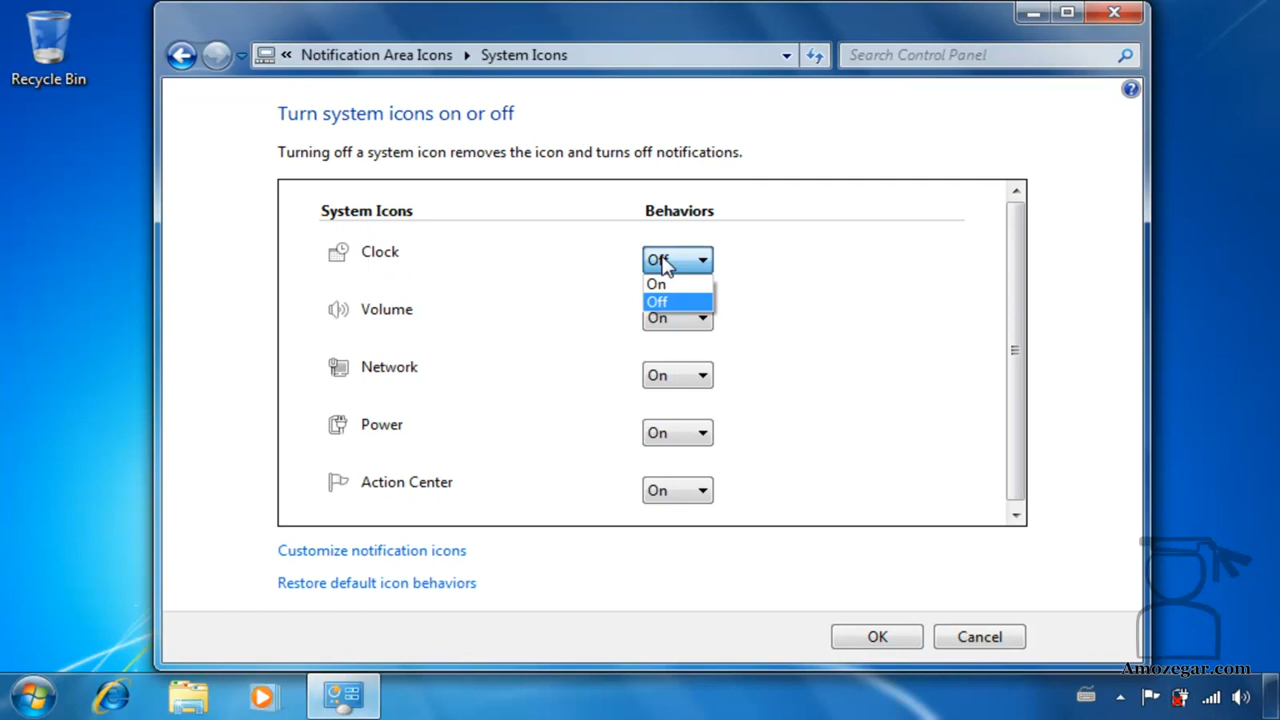 Recycle Bin
« Notification Area Icons System Icons
Search Control Panel
Turn system icons on or off
Turning off a system icon removes the icon and turns off notifications.
System Icons Behaviors
Clock Off
On
Off
Volume On
Network On
Power On
Action Center On
Customize notification icons
Restore default icon behaviors
OK Cancel
Amozegar.com